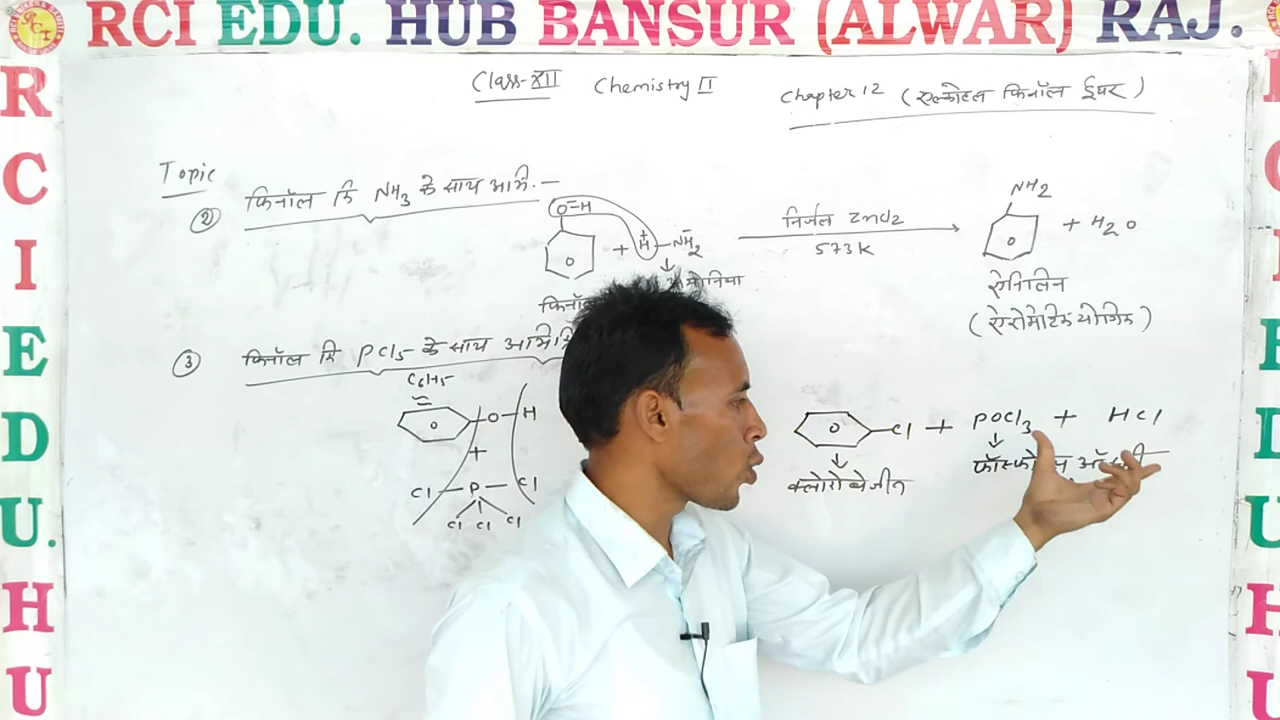 RCI EDU. HUB BANSUR (ALWAR) RAJ.
R
C
I
E
D
U.
H
U
Class-XII Chemistry II Chapter 12 (एल्कोहल फिनॉल ईथर)
Topic
② फिनॉल कि NH3 के साथ अभि.—
O-H
+ H-NH2
निर्जल ZnCl2
573K
NH2
+ H2O
फिनॉल
ऐनिलिन
(ऐरोमेटिक यौगिक)
③ फिनॉल कि PCl5 के साथ
C6H5
O-H
+
Cl-P-Cl
Cl Cl Cl
Cl + POCl3 + HCl
क्लोरो बेंजीन
E
D
U
H
U